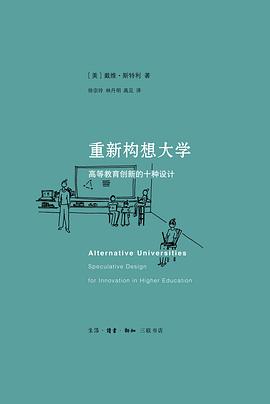 ［美］戴维·斯特利 著
徐宗玲 林丹明 高见 译
重新构想大学
高等教育创新的十种设计
Alternative Universities
Speculative Design
for Innovation in Higher Education
生活·讀書·新知 三联书店